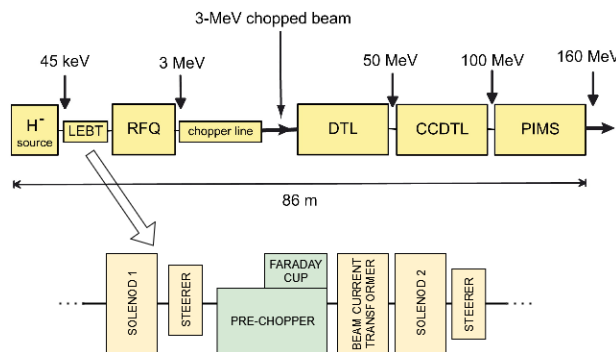 3-MeV chopped beam
45 keV
3 MeV
50 MeV
100 MeV
160 MeV
H-
source
LEBT
RFQ
chopper line
DTL
CCDTL
PIMS
86 m
SOLENOD 1
STEERER
FARADAY
CUP
PRE-CHOPPER
BEAM CURRENT
TRANSFORMER
SOLENOD 2
STEERER